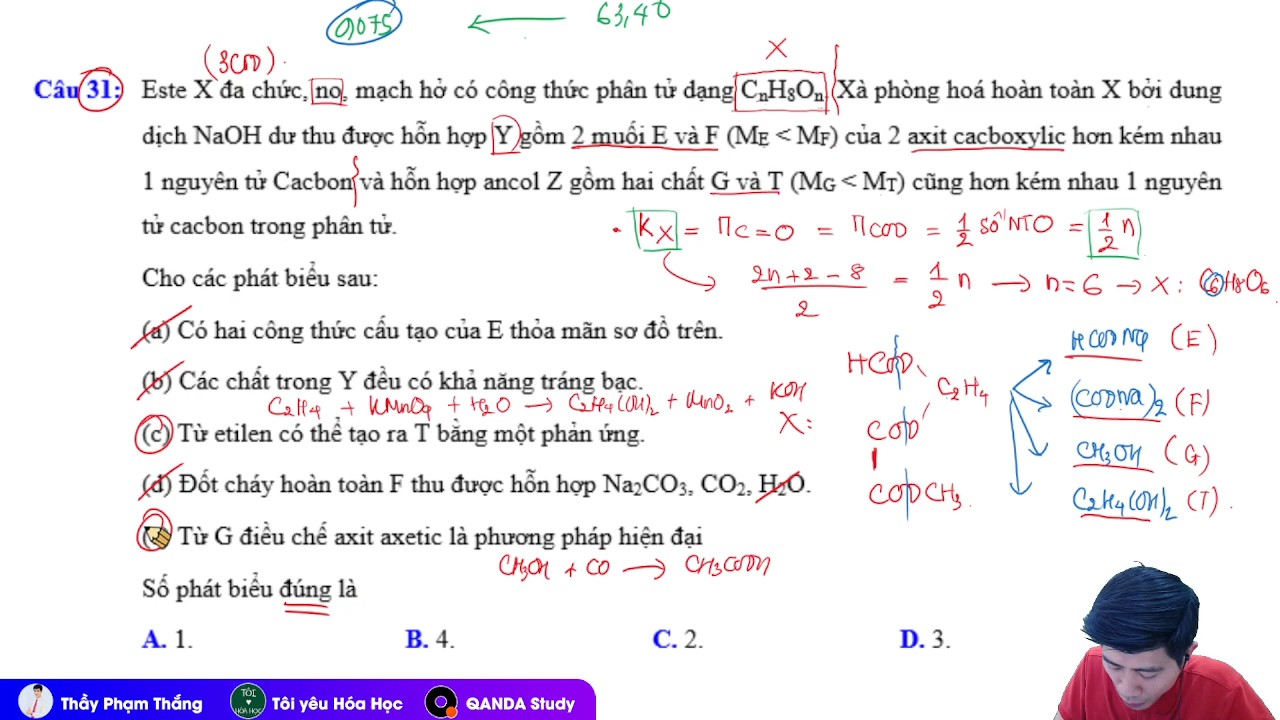 0,075 ← 63,40
(3COO).
X
Câu 31: Este X đa chức, no, mạch hở có công thức phân tử dạng CnH8On. Xà phòng hoá hoàn toàn X bởi dung
dịch NaOH dư thu được hỗn hợp Y gồm 2 muối E và F (ME < MF) của 2 axit cacboxylic hơn kém nhau
1 nguyên tử Cacbon và hỗn hợp ancol Z gồm hai chất G và T (MG < MT) cũng hơn kém nhau 1 nguyên
tử cacbon trong phân tử.
• KX = πC=O = πCOO = 1/2 số NTO = 1/2 n
Cho các phát biểu sau:
2n+2-8/2 = 1/2 n → n=6 → X: C6H8O6
(a) Có hai công thức cấu tạo của E thỏa mãn sơ đồ trên.
HCOONa (E)
HCOO
C2H4
(b) Các chất trong Y đều có khả năng tráng bạc.
(COONa)2 (F)
C2H4 + KMnO4 + H2O → C2H4(OH)2 + MnO2 + KOH
X:
COO
(c) Từ etilen có thể tạo ra T bằng một phản ứng.
CH3OH (G)
(d) Đốt cháy hoàn toàn F thu được hỗn hợp Na2CO3, CO2, H2O.
COOCH3
C2H4(OH)2 (T)
Từ G điều chế axit axetic là phương pháp hiện đại
CH3OH + CO → CH3COOH
Số phát biểu đúng là
A. 1. B. 4. C. 2. D. 3.
Thầy Phạm Thắng TÔI YÊU HÓA HỌC Tôi yêu Hóa Học QANDA Study